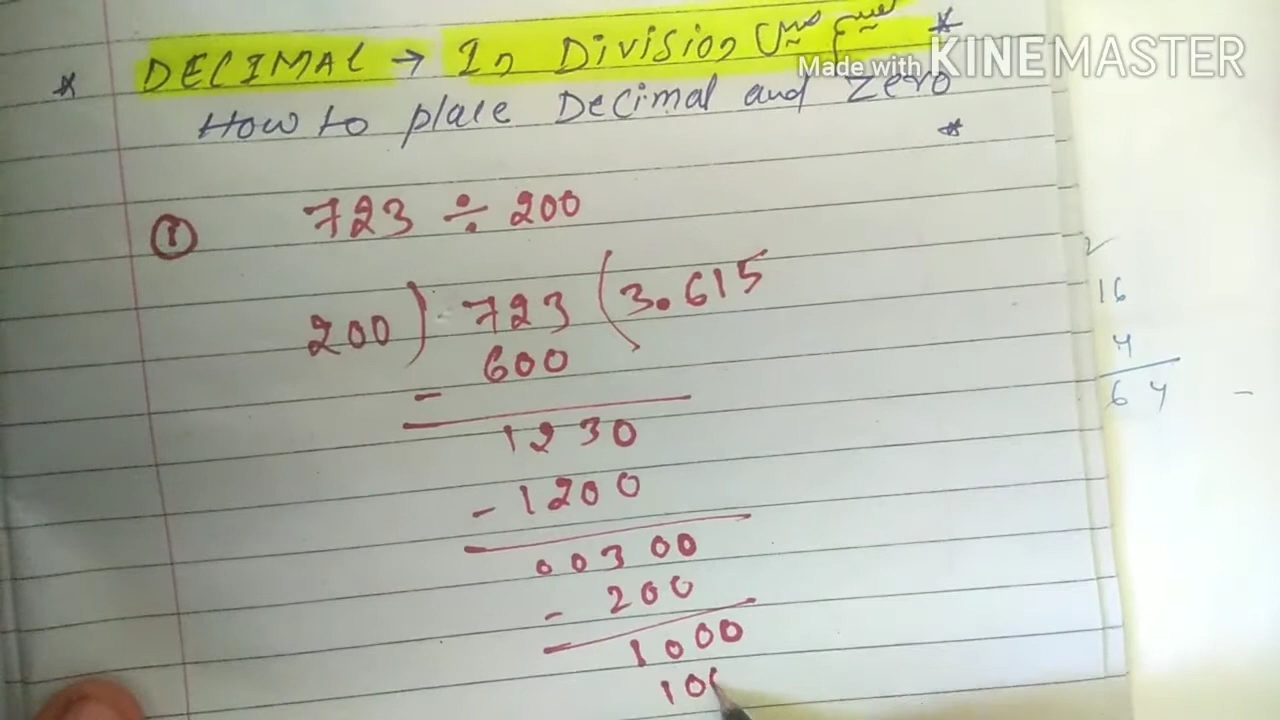 * DECIMAL → In Division *
Made with KINEMASTER
How to place Decimal and Zero *
① 723 ÷ 200
200 ) 723 ( 3.615
- 600
1230
- 1200
00300
- 200
1000
100
16
4
64 -